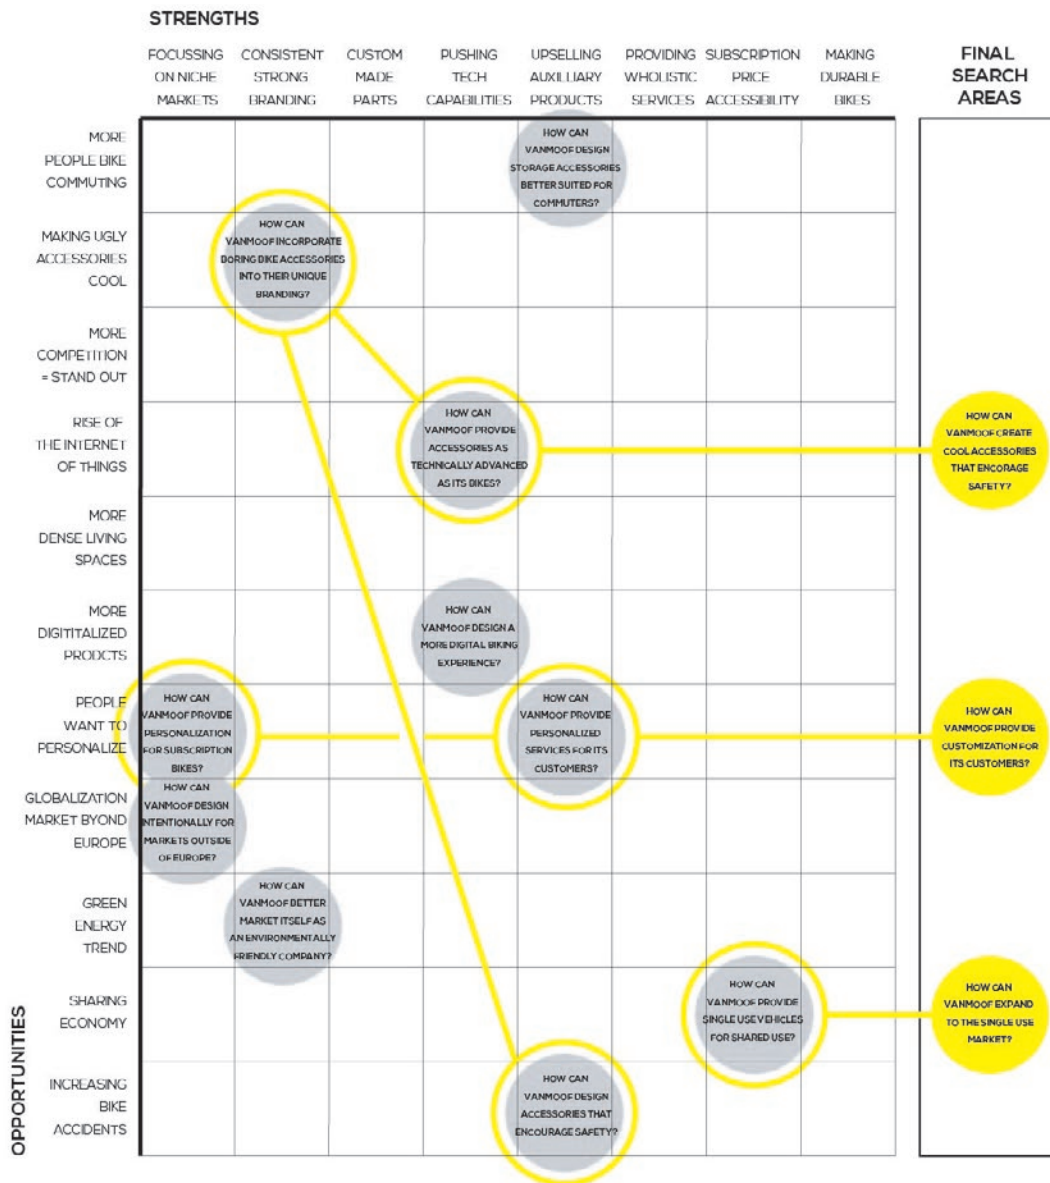 STRENGTHS
FOCUSSING
ON NICHE
MARKETS
CONSISTENT
STRONG
BRANDING
CUSTOM
MADE
PARTS
PUSHING
TECH
CAPABILITIES
UPSELLING
AUXILLIARY
PRODUCTS
PROVIDING
WHOLISTIC
SERVICES
SUBSCRIPTION
PRICE
ACCESSIBILITY
MAKING
DURABLE
BIKES
FINAL
SEARCH
AREAS
MORE
PEOPLE BIKE
COMMUTING
HOW CAN
VANMOOF DESIGN
STORAGE ACCESSORIES
BETTER SUITED FOR
COMMUTERS?
MAKING UGLY
ACCESSORIES
COOL
HOW CAN
VANMOOF INCORPORATE
BORING BIKE ACCESSORIES
INTO THEIR UNIQUE
BRANDING?
MORE
COMPETITION
= STAND OUT
RISE OF
THE INTERNET
OF THINGS
HOW CAN
VANMOOF PROVIDE
ACCESSORIES AS
TECHNICALLY ADVANCED
AS ITS BIKES?
HOW CAN
VANMOOF CREATE
COOL ACCESSORIES
THAT ENCORAGE
SAFETY?
MORE
DENSE LIVING
SPACES
MORE
DIGITITALIZED
PRODCTS
HOW CAN
VANMOOF DESIGN A
MORE DIGITAL BIKING
EXPERIENCE?
PEOPLE
WANT TO
PERSONALIZE
HOW CAN
VANMOOF PROVIDE
PERSONALIZATION
FOR SUBSCRIPTION
BIKES?
HOW CAN
VANMOOF PROVIDE
PERSONALIZED
SERVICES FOR ITS
CUSTOMERS?
HOW CAN
VANMOOF PROVIDE
CUSTOMIZATION FOR
ITS CUSTOMERS?
GLOBALIZATION
MARKET BYOND
EUROPE
HOW CAN
VANMOOF DESIGN
INTENTIONALLY FOR
MARKETS OUTSIDE
OF EUROPE?
GREEN
ENERGY
TREND
HOW CAN
VANMOOF BETTER
MARKET ITSELF AS
AN ENVIRONMENTALLY
FRIENDLY COMPANY?
SHARING
ECONOMY
HOW CAN
VANMOOF PROVIDE
SINGLE USE VEHICLES
FOR SHARED USE?
HOW CAN
VANMOOF EXPAND
TO THE SINGLE USE
MARKET?
INCREASING
BIKE
ACCIDENTS
HOW CAN
VANMOOF DESIGN
ACCESSORIES THAT
ENCOURAGE SAFETY?
OPPORTUNITIES